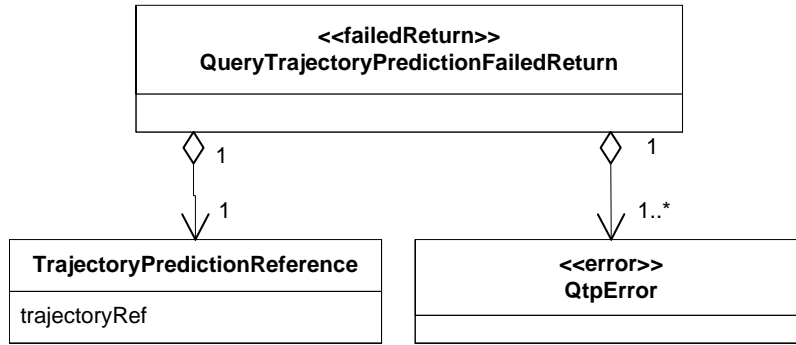 <<failedReturn>>
QueryTrajectoryPredictionFailedReturn
1
1
1
1..*
TrajectoryPredictionReference
trajectoryRef
<<error>>
QtpError